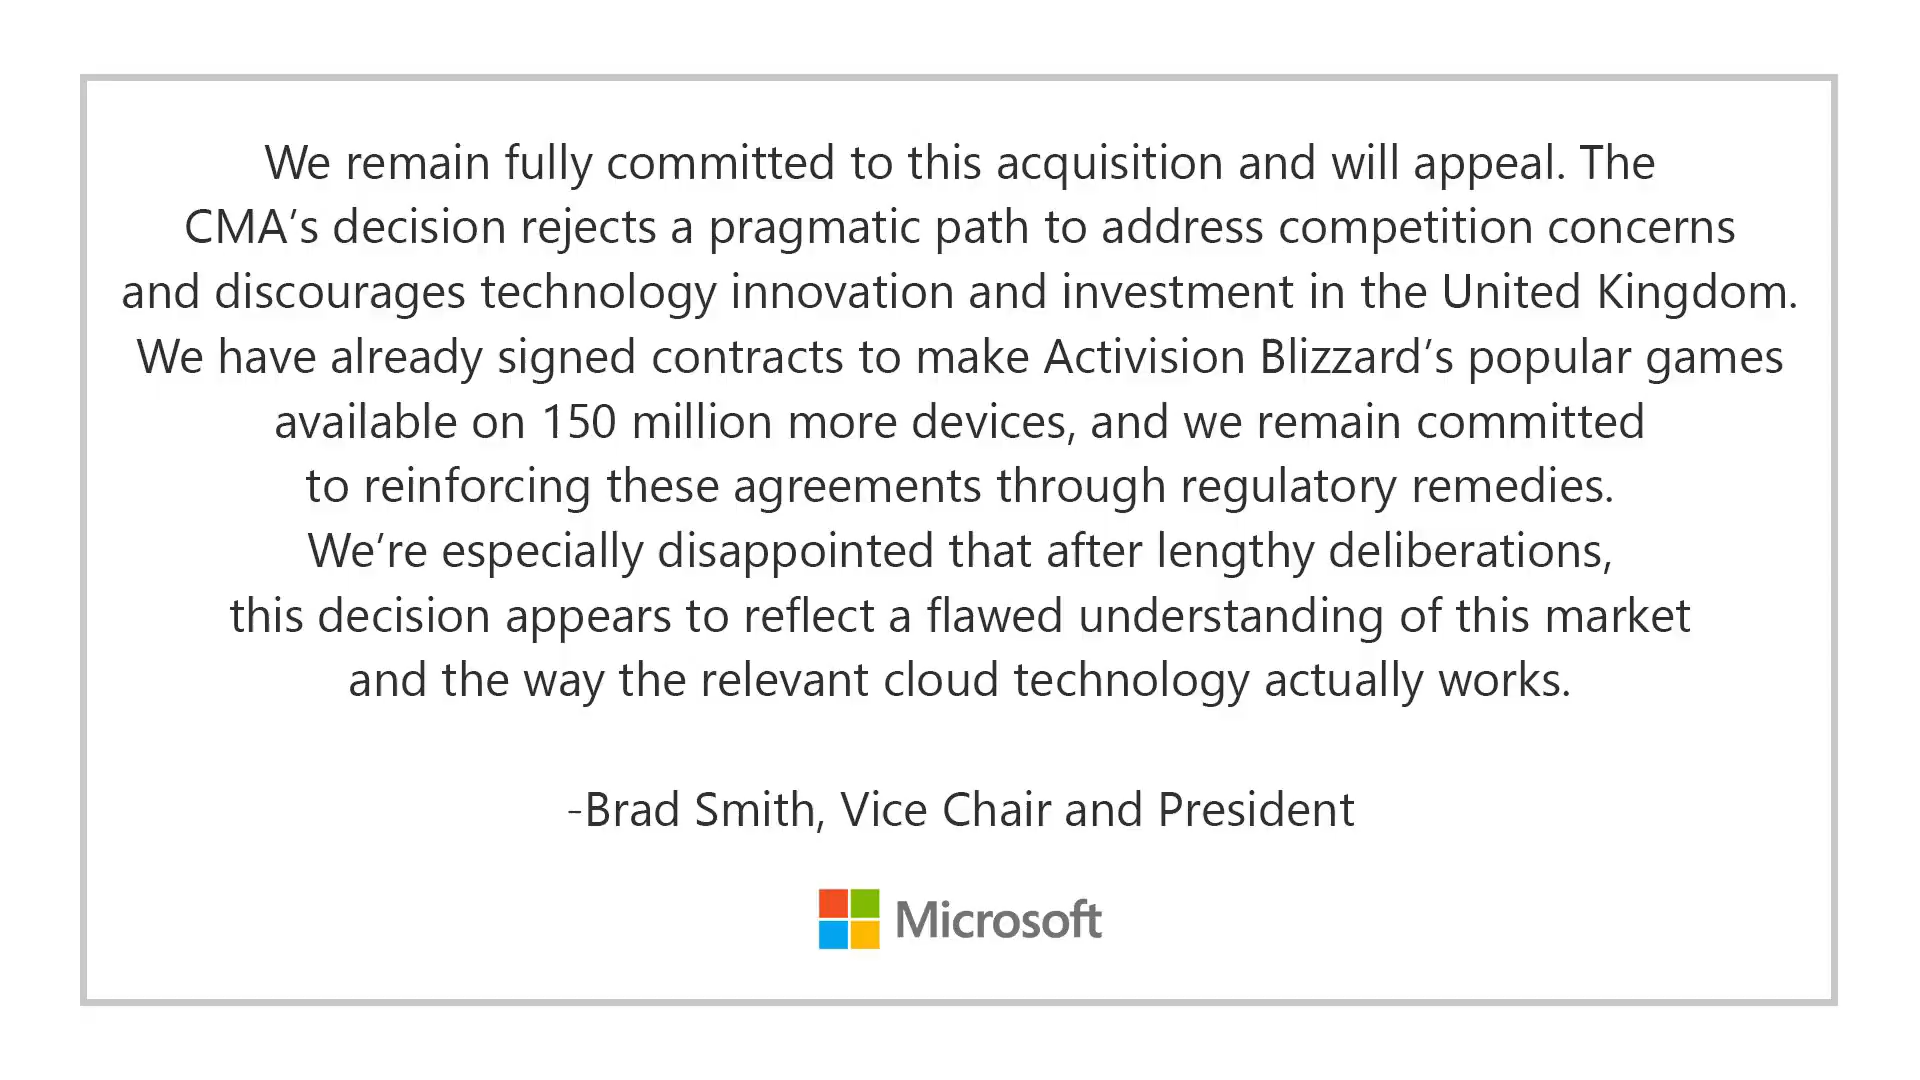 We remain fully committed to this acquisition and will appeal. The
CMA’s decision rejects a pragmatic path to address competition concerns
and discourages technology innovation and investment in the United Kingdom.
We have already signed contracts to make Activision Blizzard’s popular games
available on 150 million more devices, and we remain committed
to reinforcing these agreements through regulatory remedies.
We’re especially disappointed that after lengthy deliberations,
this decision appears to reflect a flawed understanding of this market
and the way the relevant cloud technology actually works.
-Brad Smith, Vice Chair and President
Microsoft